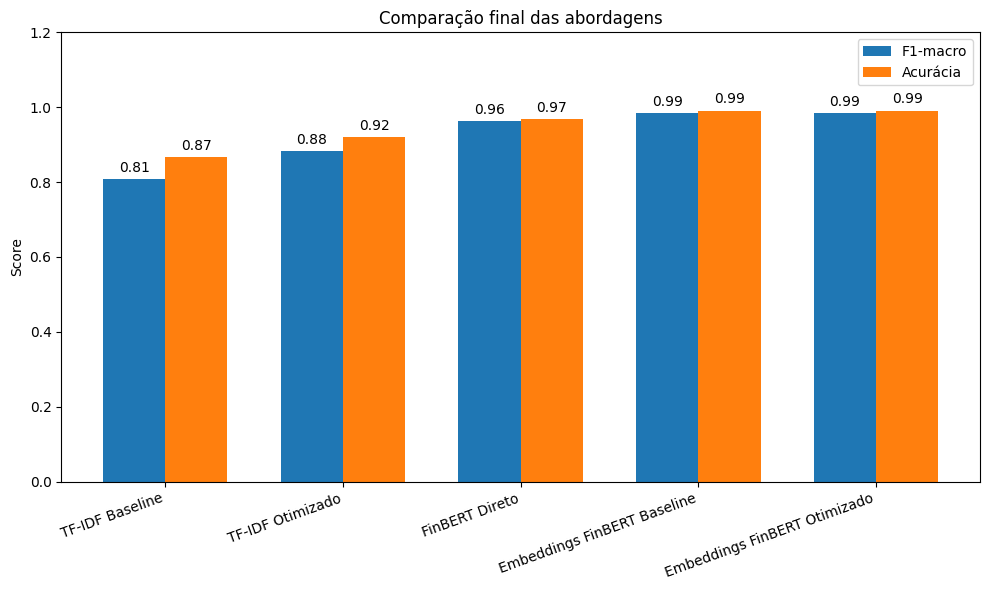 Comparação final das abordagens
F1-macro
Acurácia
Score
1.2
1.0
0.8
0.6
0.4
0.2
0.0
0.81
0.87
0.88
0.92
0.96
0.97
0.99
0.99
0.99
0.99
TF-IDF Baseline
TF-IDF Otimizado
FinBERT Direto
Embeddings FinBERT Baseline
Embeddings FinBERT Otimizado